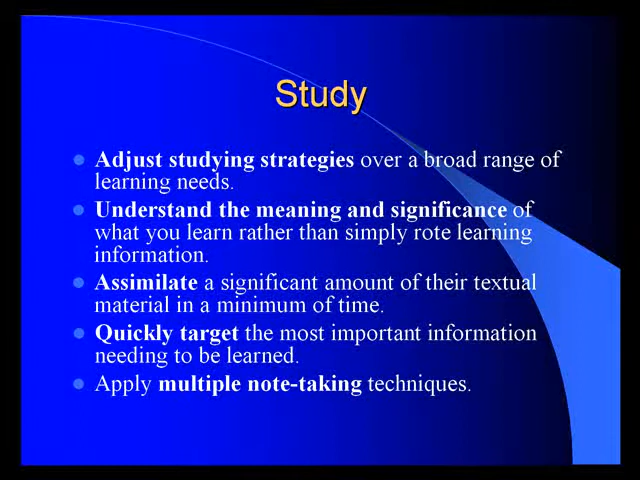 Study
Adjust studying strategies over a broad range of
learning needs.
Understand the meaning and significance of
what you learn rather than simply rote learning
information.
Assimilate a significant amount of their textual
material in a minimum of time.
Quickly target the most important information
needing to be learned.
Apply multiple note-taking techniques.